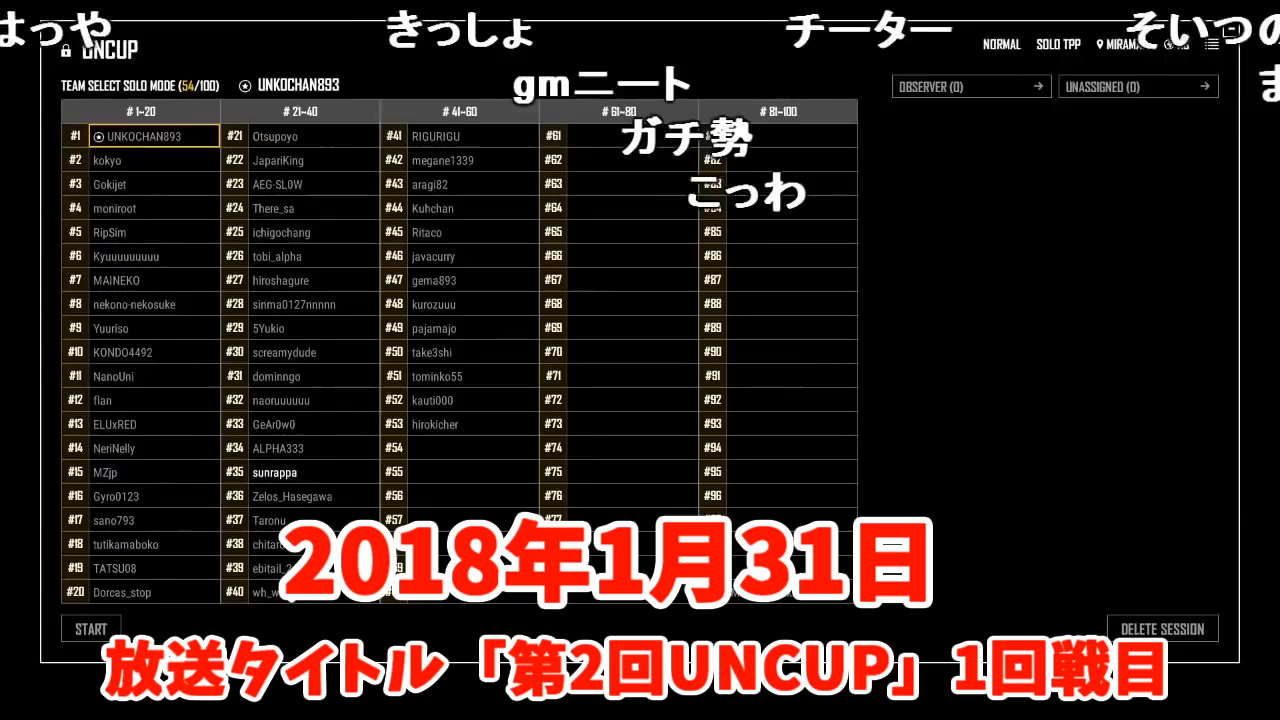 はっや きっしょ チーター そいつの
UNCUP
NORMAL SOLO TPP
gmニート
TEAM SELECT SOLO MODE (54/100) UNKOCHAN893
OBSERVER (0) UNASSIGNED (0)
# 1~20 # 21~40 # 41~60 # 61~80 # 81~100
ガチ勢
こっわ
#1 UNKOCHAN893 #21 Otsupoyo #41 RIGURIGU #61
#2 kokyo #22 JapariKing #42 megane1339 #62 #82
#3 Gokijet #23 AEG-SL0W #43 aragi82 #63 #83
#4 moniroot #24 There_sa #44 Kuhchan #64 #84
#5 RipSim #25 ichigochang #45 Ritaco #65 #85
#6 Kyuuuuuuuuu #26 tobi_alpha #46 javacurry #66 #86
#7 MAINEKO #27 hiroshagure #47 gema893 #67 #87
#8 nekono-nekosuke #28 sinma0127nnnnn #48 kurozuuu #68 #88
#9 Yuuriso #29 5Yukio #49 pajamajo #69 #89
#10 KONDO4492 #30 screamydude #50 take3shi #70 #90
#11 NanoUni #31 dominngo #51 tominko55 #71 #91
#12 flan #32 naoruuuuuu #52 kauti000 #72 #92
#13 ELUxRED #33 GeAr0w0 #53 hirokicher #73 #93
#14 NeriNelly #34 ALPHA333 #54 #74 #94
#15 MZjp #35 sunrappa #55 #75 #95
#16 Gyro0123 #36 Zelos_Hasegawa #56 #76 #96
#17 sano793 #37 Taronu #57 #77
#18 tutikamaboko #38
#19 TATSU08 #39
#20 Dorcas_stop #40
2018年1月31日
START DELETE SESSION
放送タイトル「第2回UNCUP」1回戦目